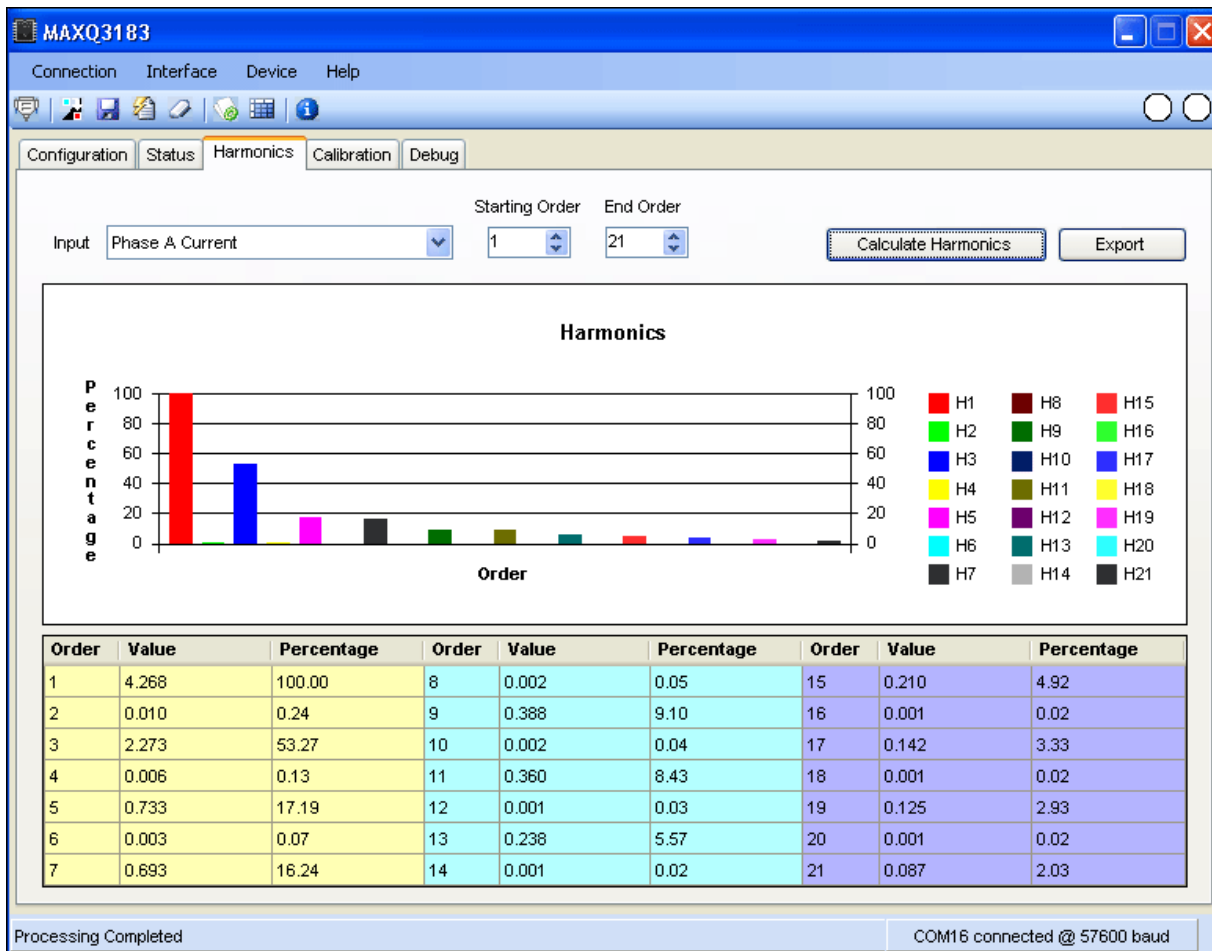 MAXQ3183
Connection Interface Device Help
Configuration Status Harmonics Calibration Debug
Starting Order End Order
Input Phase A Current 1 21 Calculate Harmonics Export
Harmonics
Percentage
100 100
80 80
60 60
40 40
20 20
0 0
Order
H1 H8 H15
H2 H9 H16
H3 H10 H17
H4 H11 H18
H5 H12 H19
H6 H13 H20
H7 H14 H21
Order Value Percentage Order Value Percentage Order Value Percentage
1 4.268 100.00 8 0.002 0.05 15 0.210 4.92
2 0.010 0.24 9 0.388 9.10 16 0.001 0.02
3 2.273 53.27 10 0.002 0.04 17 0.142 3.33
4 0.006 0.13 11 0.360 8.43 18 0.001 0.02
5 0.733 17.19 12 0.001 0.03 19 0.125 2.93
6 0.003 0.07 13 0.238 5.57 20 0.001 0.02
7 0.693 16.24 14 0.001 0.02 21 0.087 2.03
Processing Completed COM16 connected @ 57600 baud